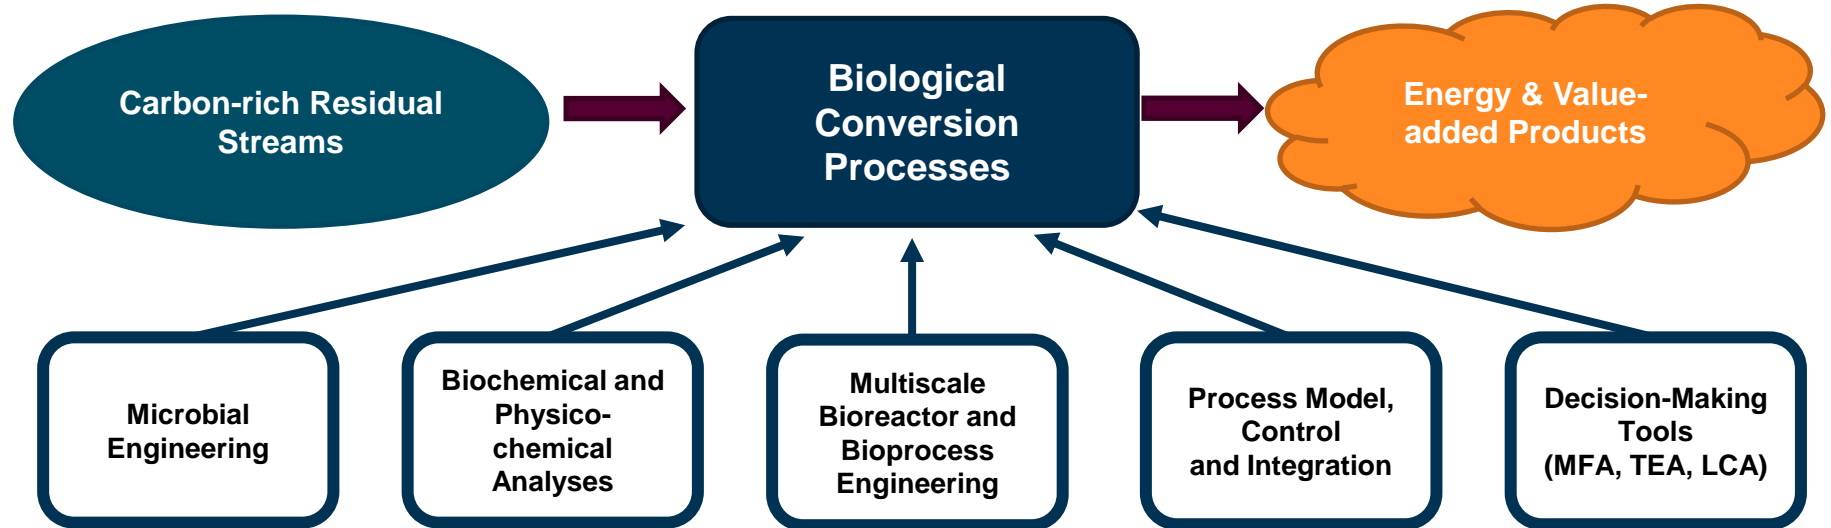 Carbon-rich Residual
Streams
Biological
Conversion
Processes
Energy & Value-
added Products
Microbial
Engineering
Biochemical and
Physico-
chemical
Analyses
Multiscale
Bioreactor and
Bioprocess
Engineering
Process Model,
Control
and Integration
Decision-Making
Tools
(MFA, TEA, LCA)